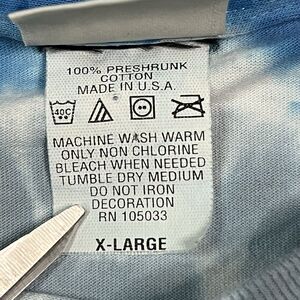 100% PRESHRUNK
COTTON
MADE IN U.S.A.
40C
MACHINE WASH WARM
ONLY NON CHLORINE
BLEACH WHEN NEEDED
TUMBLE DRY MEDIUM
DO NOT IRON
DECORATION
RN 105033
X-LARGE